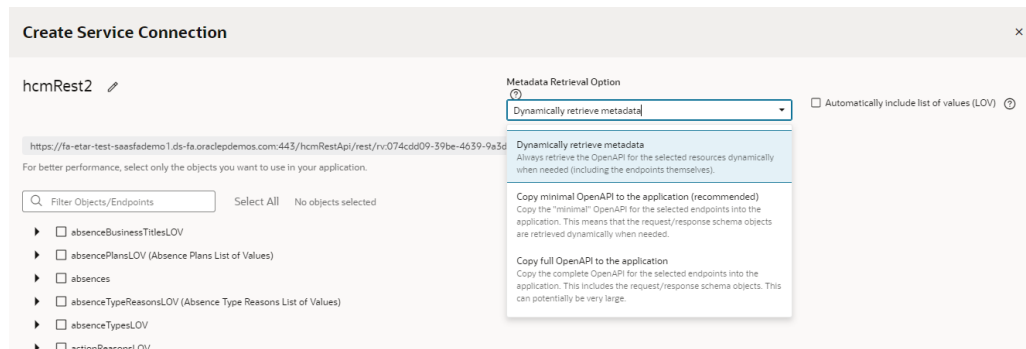 Create Service Connection
×
hcmRest2
Metadata Retrieval Option
?
Dynamically retrieve metadata
Automatically include list of values (LOV) ?
https://fa-etar-test-saasfademo1.ds-fa.oraclepdemos.com:443/hcmRestApi/rest/rv:074cdd09-39be-4639-9a3d
For better performance, select only the objects you want to use in your application.
Filter Objects/Endpoints
Select All
No objects selected
absenceBusinessTitlesLOV
absencePlansLOV (Absence Plans List of Values)
absences
absenceTypeReasonsLOV (Absence Type Reasons List of Values)
absenceTypesLOV
actionReasonsLOV
Dynamically retrieve metadata
Always retrieve the OpenAPI for the selected resources dynamically
when needed (including the endpoints themselves).
Copy minimal OpenAPI to the application (recommended)
Copy the "minimal" OpenAPI for the selected endpoints into the
application. This means that the request/response schema objects
are retrieved dynamically when needed.
Copy full OpenAPI to the application
Copy the complete OpenAPI for the selected endpoints into the
application. This includes the request/response schema objects. This
can potentially be very large.